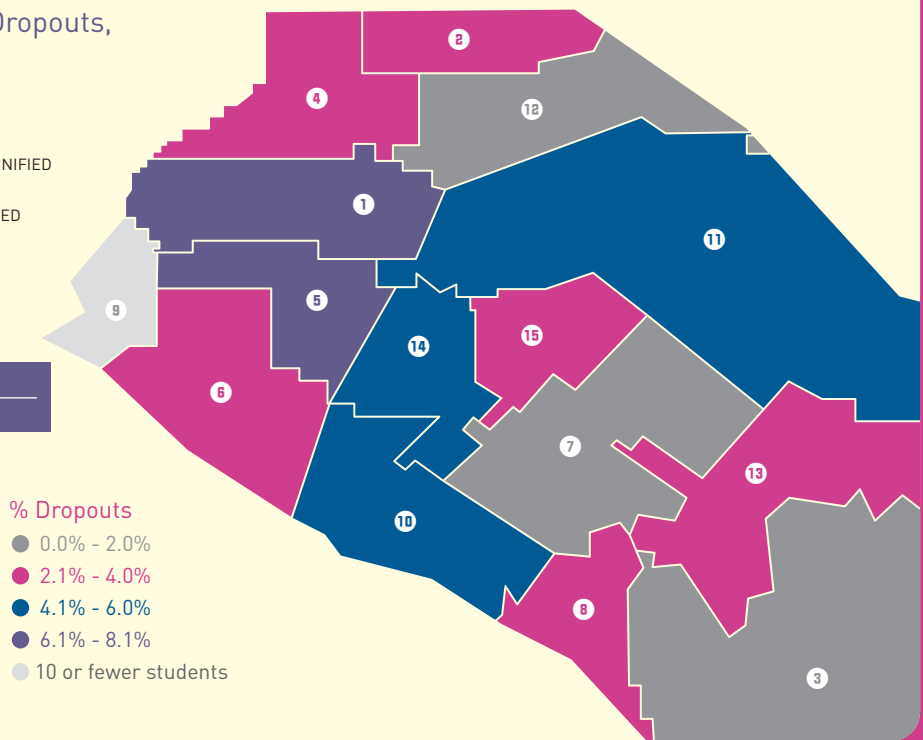 Dropouts,
NIFIED
ED
2
4
12
1
11
9
5
14
15
6
7
13
10
8
3
% Dropouts
0.0% - 2.0%
2.1% - 4.0%
4.1% - 6.0%
6.1% - 8.1%
10 or fewer students